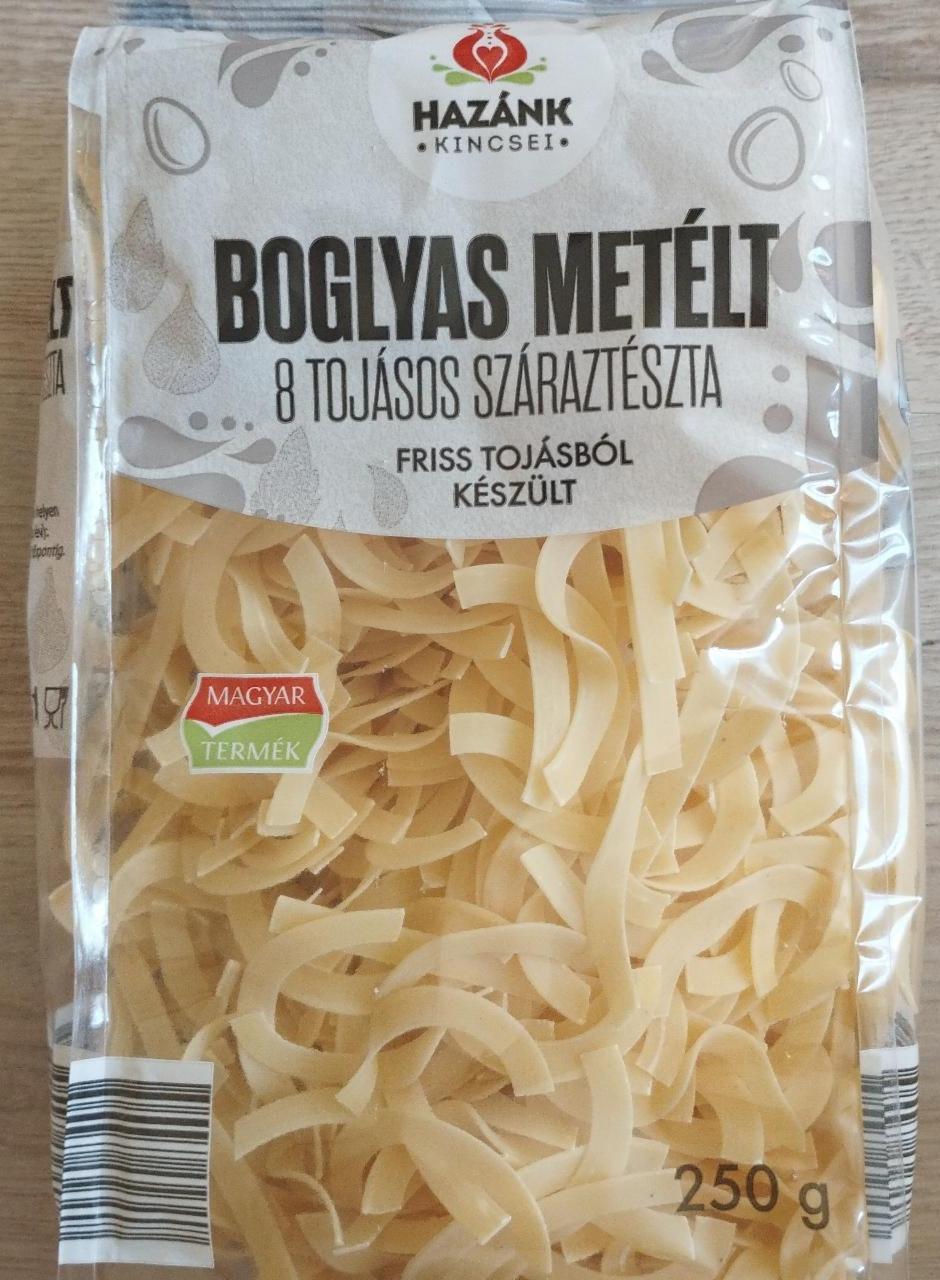 HAZÁNK
•KINCSEI•
BOGLYAS METÉLT
8 TOJÁSOS SZÁRAZTÉSZTA
FRISS TOJÁSBÓL
KÉSZÜLT
MAGYAR
TERMÉK
250 g